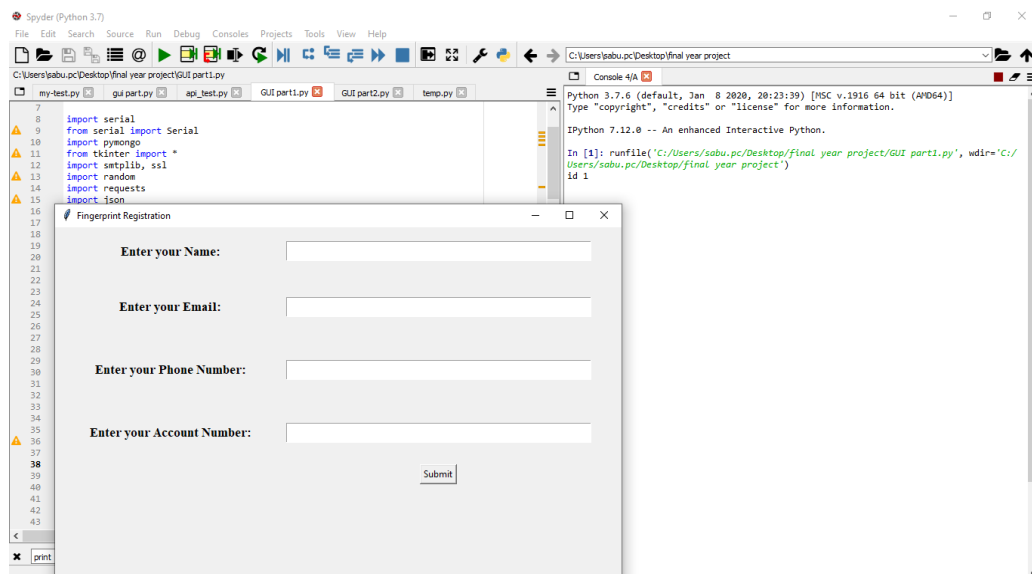 Spyder (Python 3.7)
File Edit Search Source Run Debug Consoles Projects Tools View Help
C:\Users\sabu.pc\Desktop\final year project
C:\Users\sabu.pc\Desktop\final year project\GUI part1.py
my-test.py gui part.py api_test.py GUI part1.py GUI part2.py temp.py
Console 4/A
7
8 import serial
9 from serial import Serial
10 import pymongo
11 from tkinter import *
12 import smtplib, ssl
13 import random
14 import requests
15 import json
16
17
18
19
20
21
22
23
24
25
26
27
28
29
30
31
32
33
34
35
36
37
38
39
40
41
42
43
print
Fingerprint Registration
Enter your Name:
Enter your Email:
Enter your Phone Number:
Enter your Account Number:
Submit
Python 3.7.6 (default, Jan  8 2020, 20:23:39) [MSC v.1916 64 bit (AMD64)]
Type "copyright", "credits" or "license" for more information.
IPython 7.12.0 -- An enhanced Interactive Python.
In [1]: runfile('C:/Users/sabu.pc/Desktop/final year project/GUI part1.py', wdir='C:/
Users/sabu.pc/Desktop/final year project')
id 1